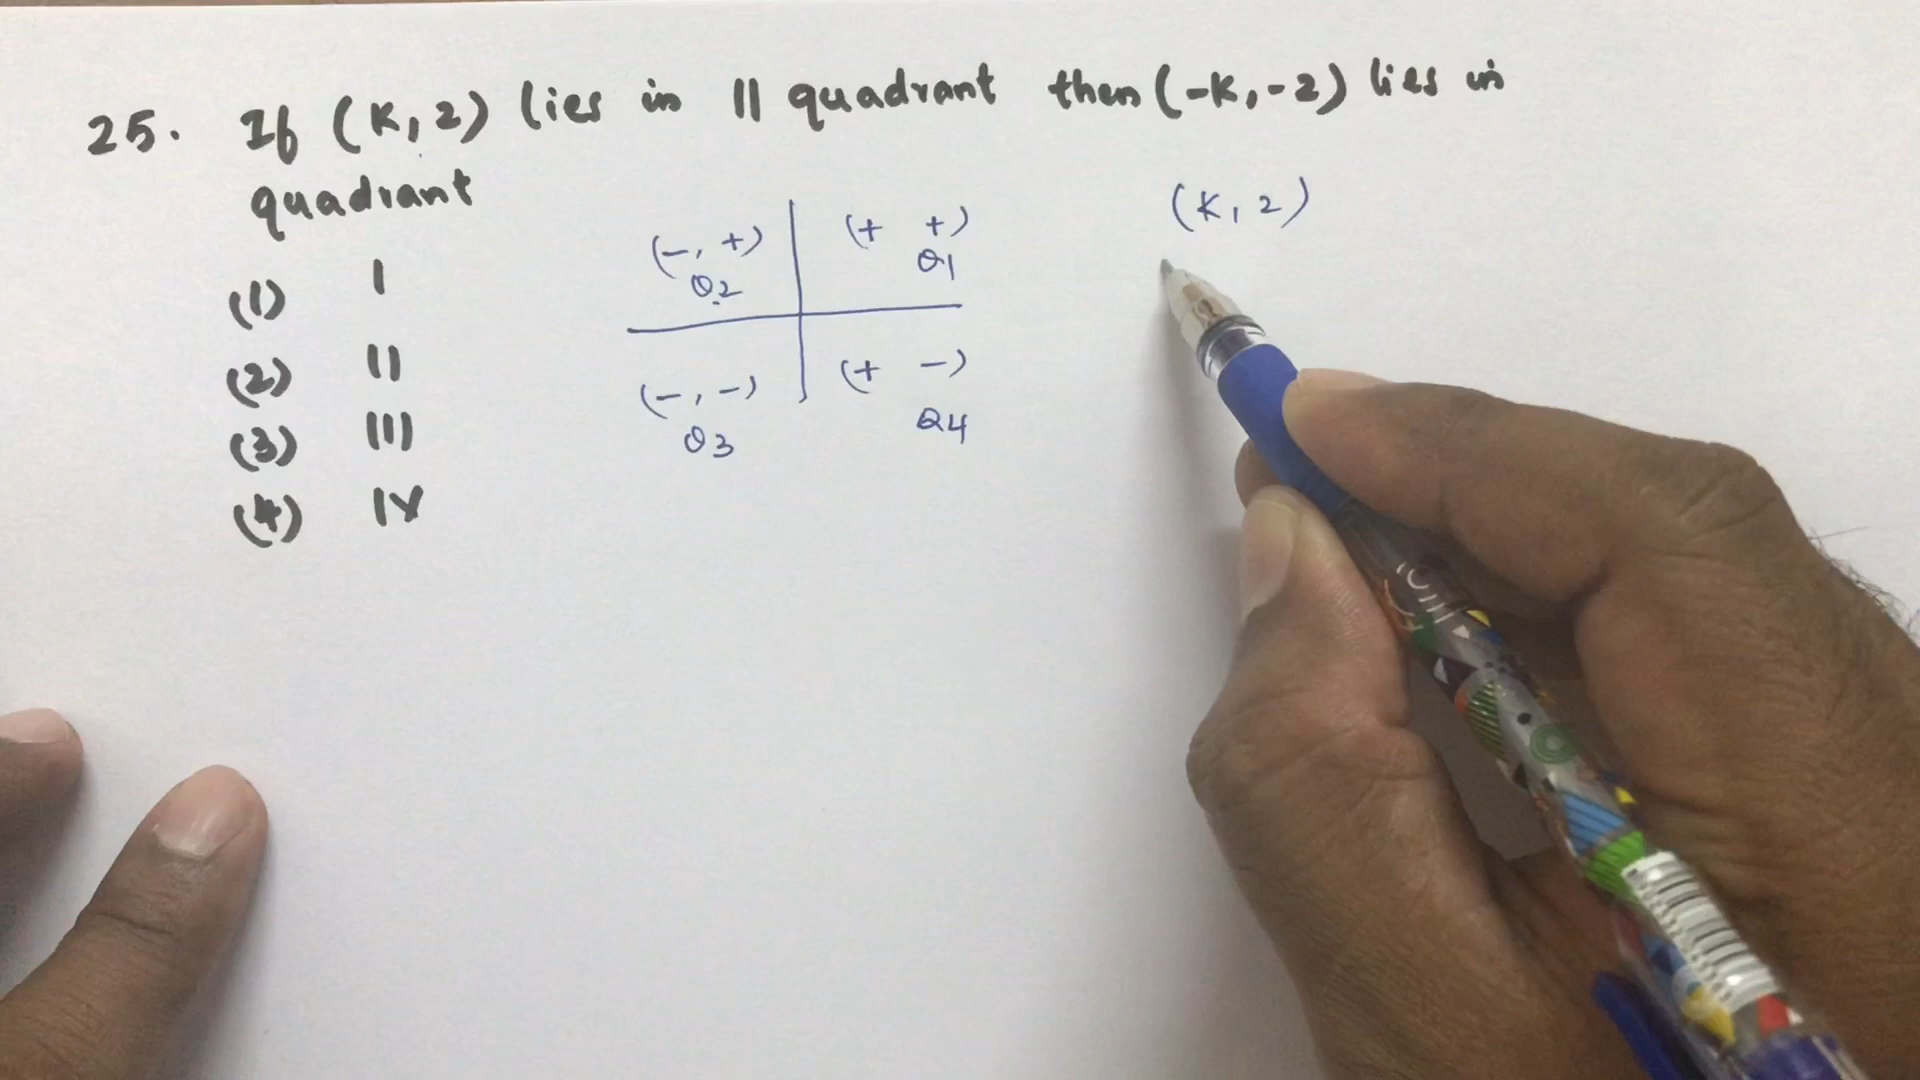 25. If (K, 2) lies in II quadrant then (-K, -2) lies in
quadrant
(1) I
(2) II
(3) III
(4) IV
(-, +)
Q2
(+ +)
Q1
(-, -)
Q3
(+ -)
Q4
(K, 2)